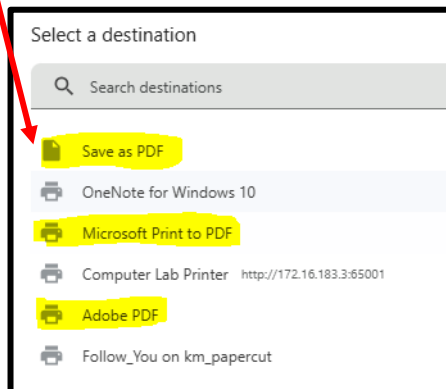 Select a destination
Search destinations
Save as PDF
OneNote for Windows 10
Microsoft Print to PDF
Computer Lab Printer http://172.16.183.3:65001
Adobe PDF
Follow_You on km_papercut